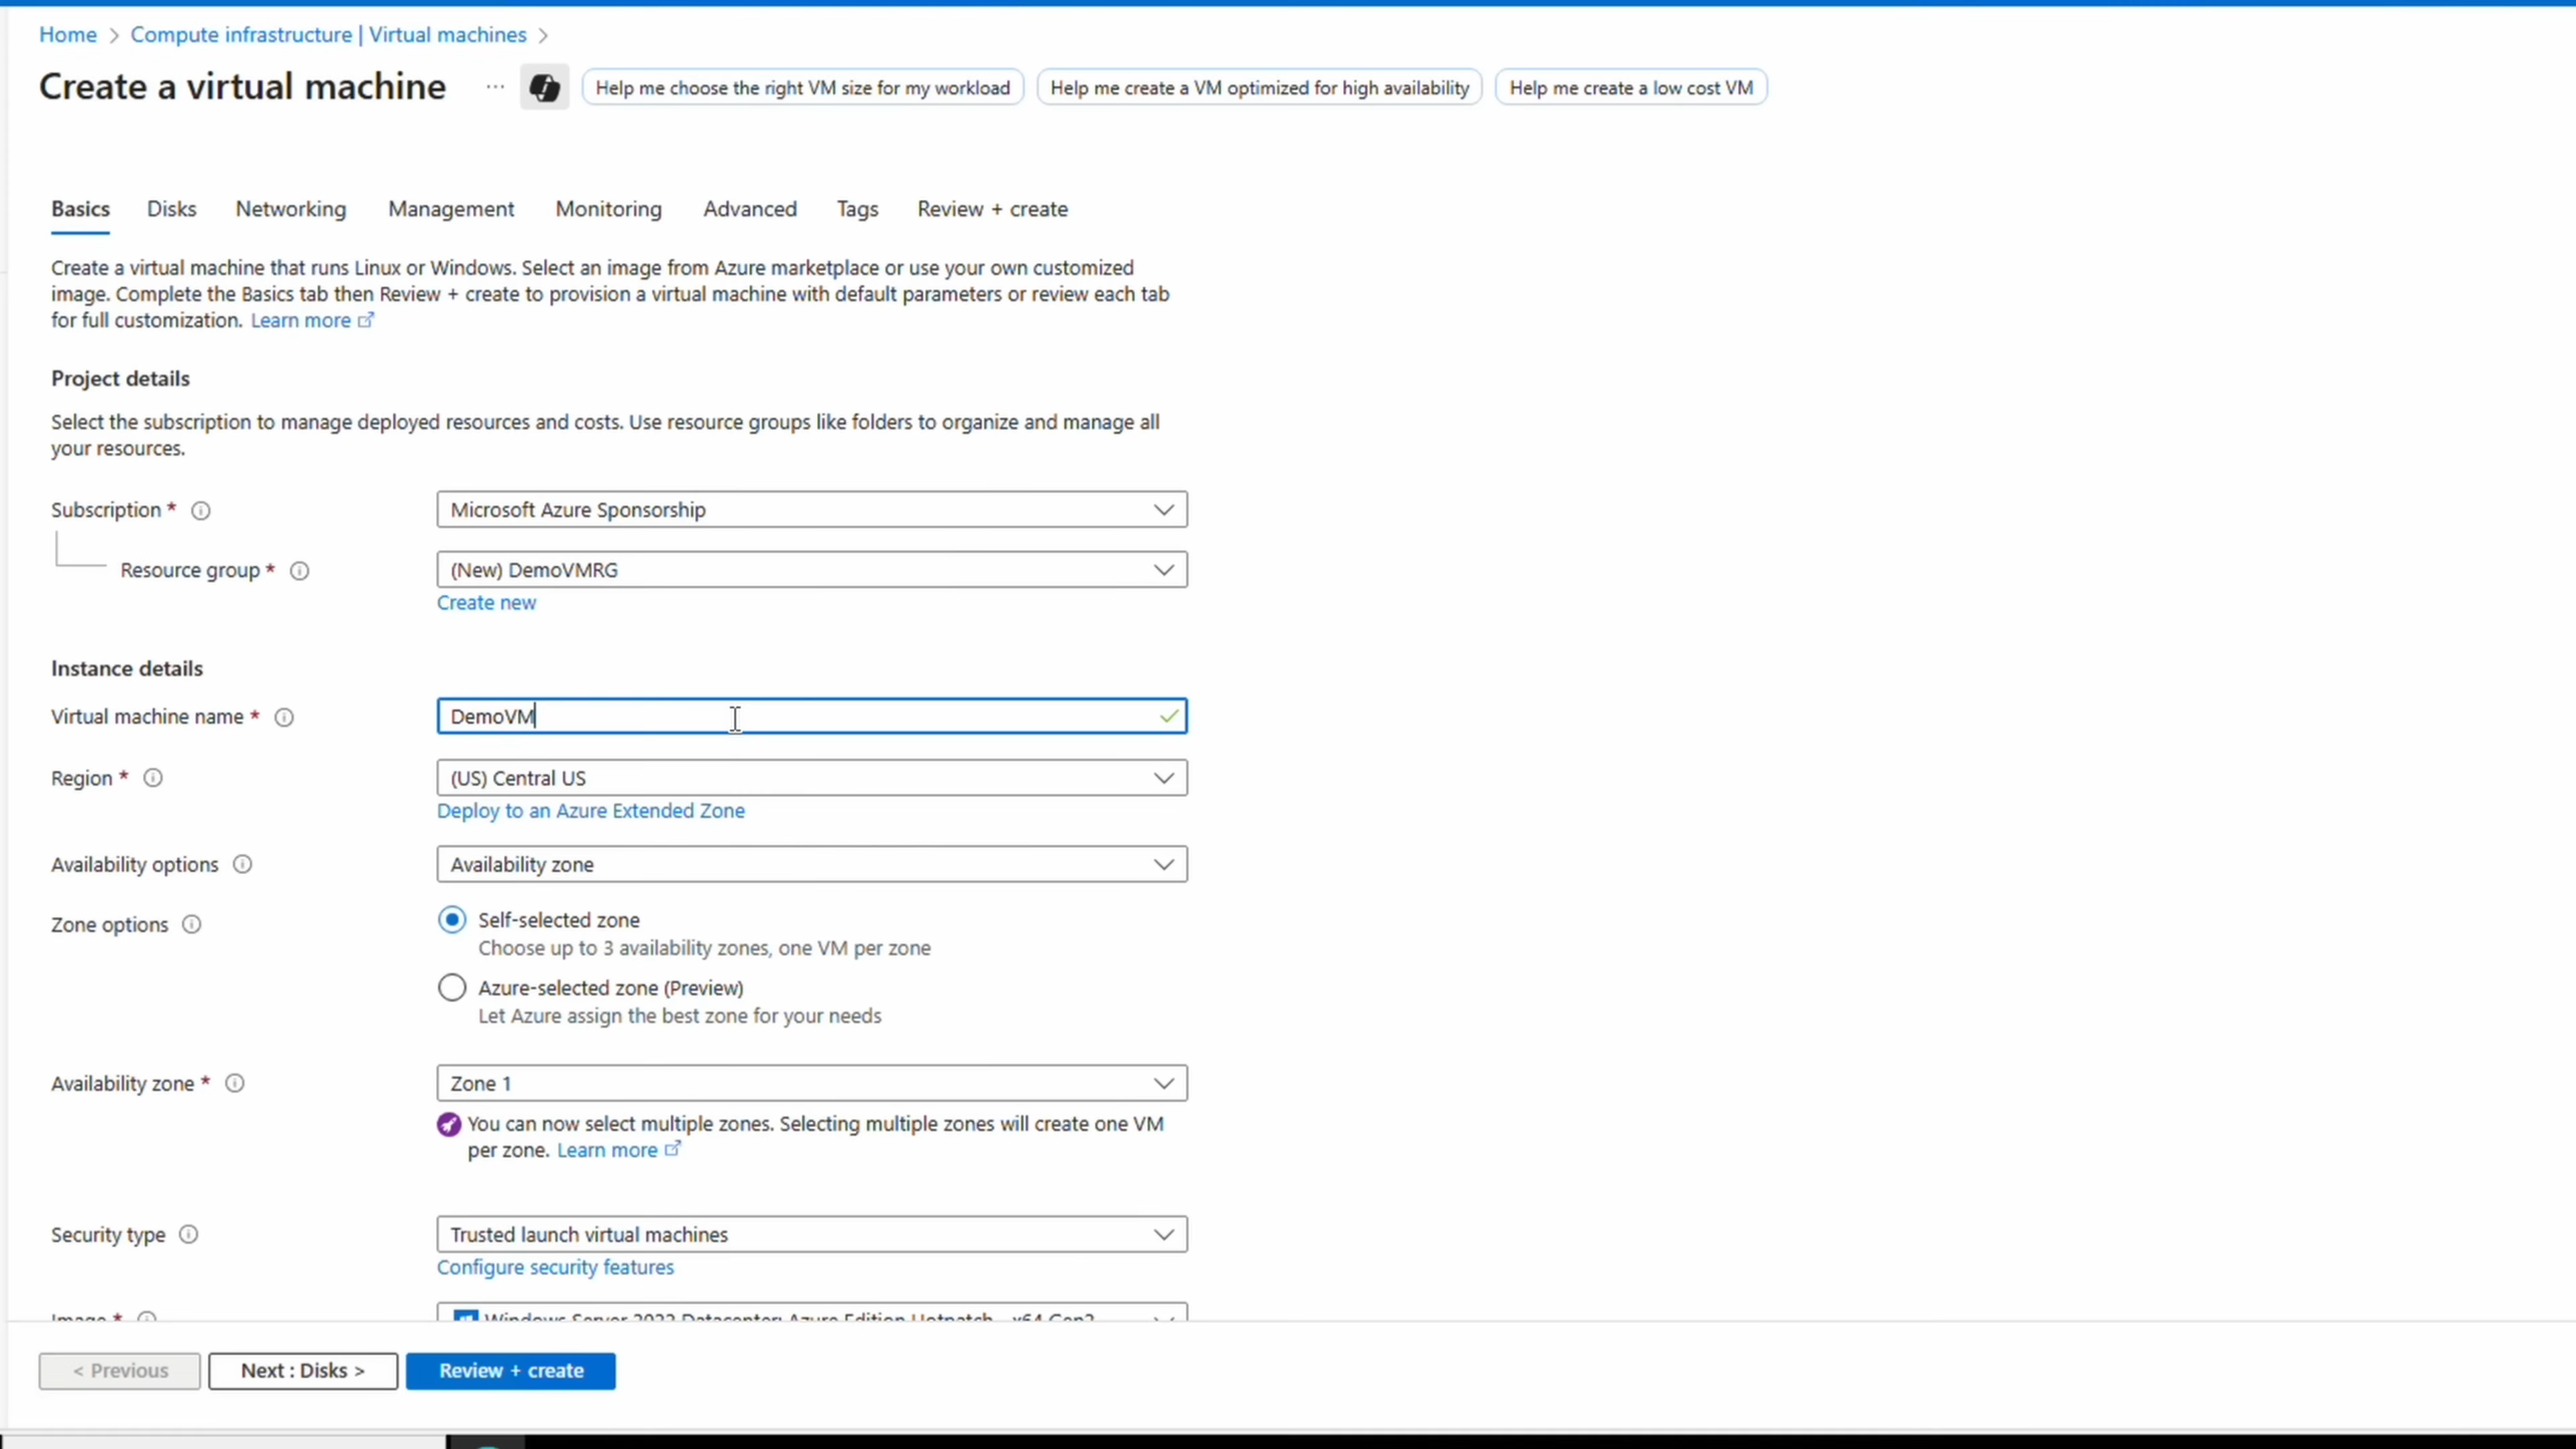 Home > Compute infrastructure | Virtual machines >
Create a virtual machine ... Help me choose the right VM size for my workload Help me create a VM optimized for high availability Help me create a low cost VM
Basics Disks Networking Management Monitoring Advanced Tags Review + create
Create a virtual machine that runs Linux or Windows. Select an image from Azure marketplace or use your own customized
image. Complete the Basics tab then Review + create to provision a virtual machine with default parameters or review each tab
for full customization. Learn more
Project details
Select the subscription to manage deployed resources and costs. Use resource groups like folders to organize and manage all
your resources.
Subscription * Microsoft Azure Sponsorship
Resource group * (New) DemoVMRG
Create new
Instance details
Virtual machine name * DemoVM
Region * (US) Central US
Deploy to an Azure Extended Zone
Availability options Availability zone
Zone options Self-selected zone
Choose up to 3 availability zones, one VM per zone
Azure-selected zone (Preview)
Let Azure assign the best zone for your needs
Availability zone * Zone 1
You can now select multiple zones. Selecting multiple zones will create one VM
per zone. Learn more
Security type Trusted launch virtual machines
Configure security features
Image * Windows Server Datacenter: Azure Edition Hotpatch - x64 Gen2
< Previous Next : Disks > Review + create